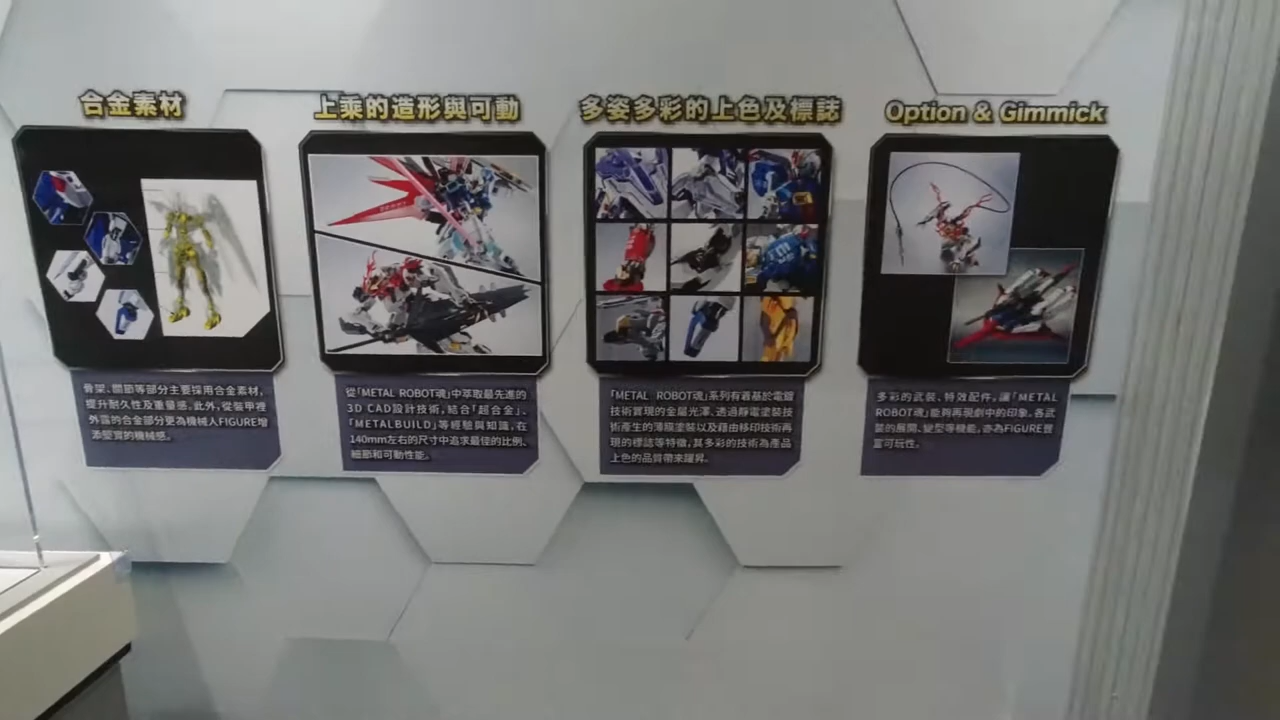 合金素材
骨架、關節等部分主要採用合金素材,
提升耐久性及重量感。此外,從裝甲裡
外露的合金部分更為機械人FIGURE增
添堅實的機械感。
上乘的造形與可動
從「METAL ROBOT魂」中萃取最先進的
3D CAD設計技術,結合「超合金」、
「METALBUILD」等經驗與知識,在
140mm左右的尺寸中追求最佳的比例、
細節和可動性能。
多姿多彩的上色及標誌
「METAL ROBOT魂」系列有著基於電鍍
技術實現的金屬光澤、透過靜電塗裝技
術產生的薄膜塗裝以及藉由移印技術再
現的標誌等特徵,其多彩的技術為產品
上色的品質帶來躍昇。
Option & Gimmick
多彩的武裝、特效配件,讓「METAL
ROBOT魂」能夠再現劇中的印象。各武
裝的展開、變型等機能,亦為FIGURE豐
富可玩性。